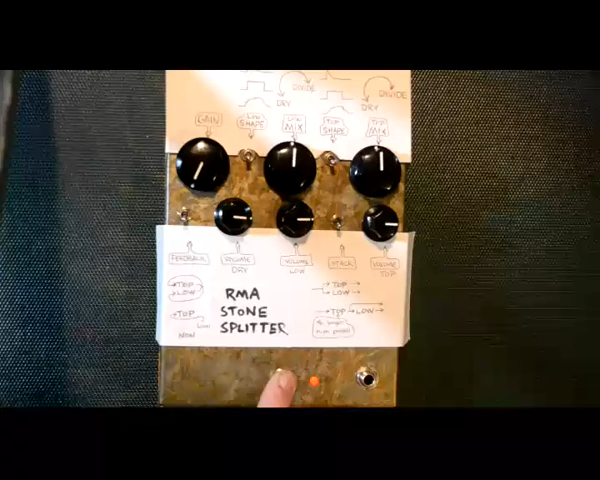 DIVIDE
DIVIDE
DRY
DRY
GAIN
LOW SHAPE
LOW MIX
TOP SHAPE
TOP MIX
FEEDBACK
VOLUME DRY
VOLUME LOW
STACK
VOLUME TOP
TOP
LOW
TOP
LOW
NON
RMA
STONE
SPLITTER
TOP
LOW
TOP LOW